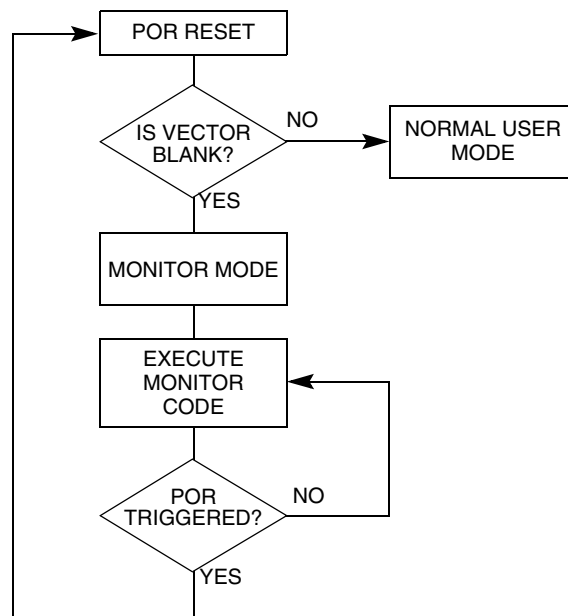 POR RESET
IS VECTOR
BLANK?
NO
NORMAL USER
MODE
YES
MONITOR MODE
EXECUTE
MONITOR
CODE
POR
TRIGGERED?
NO
YES